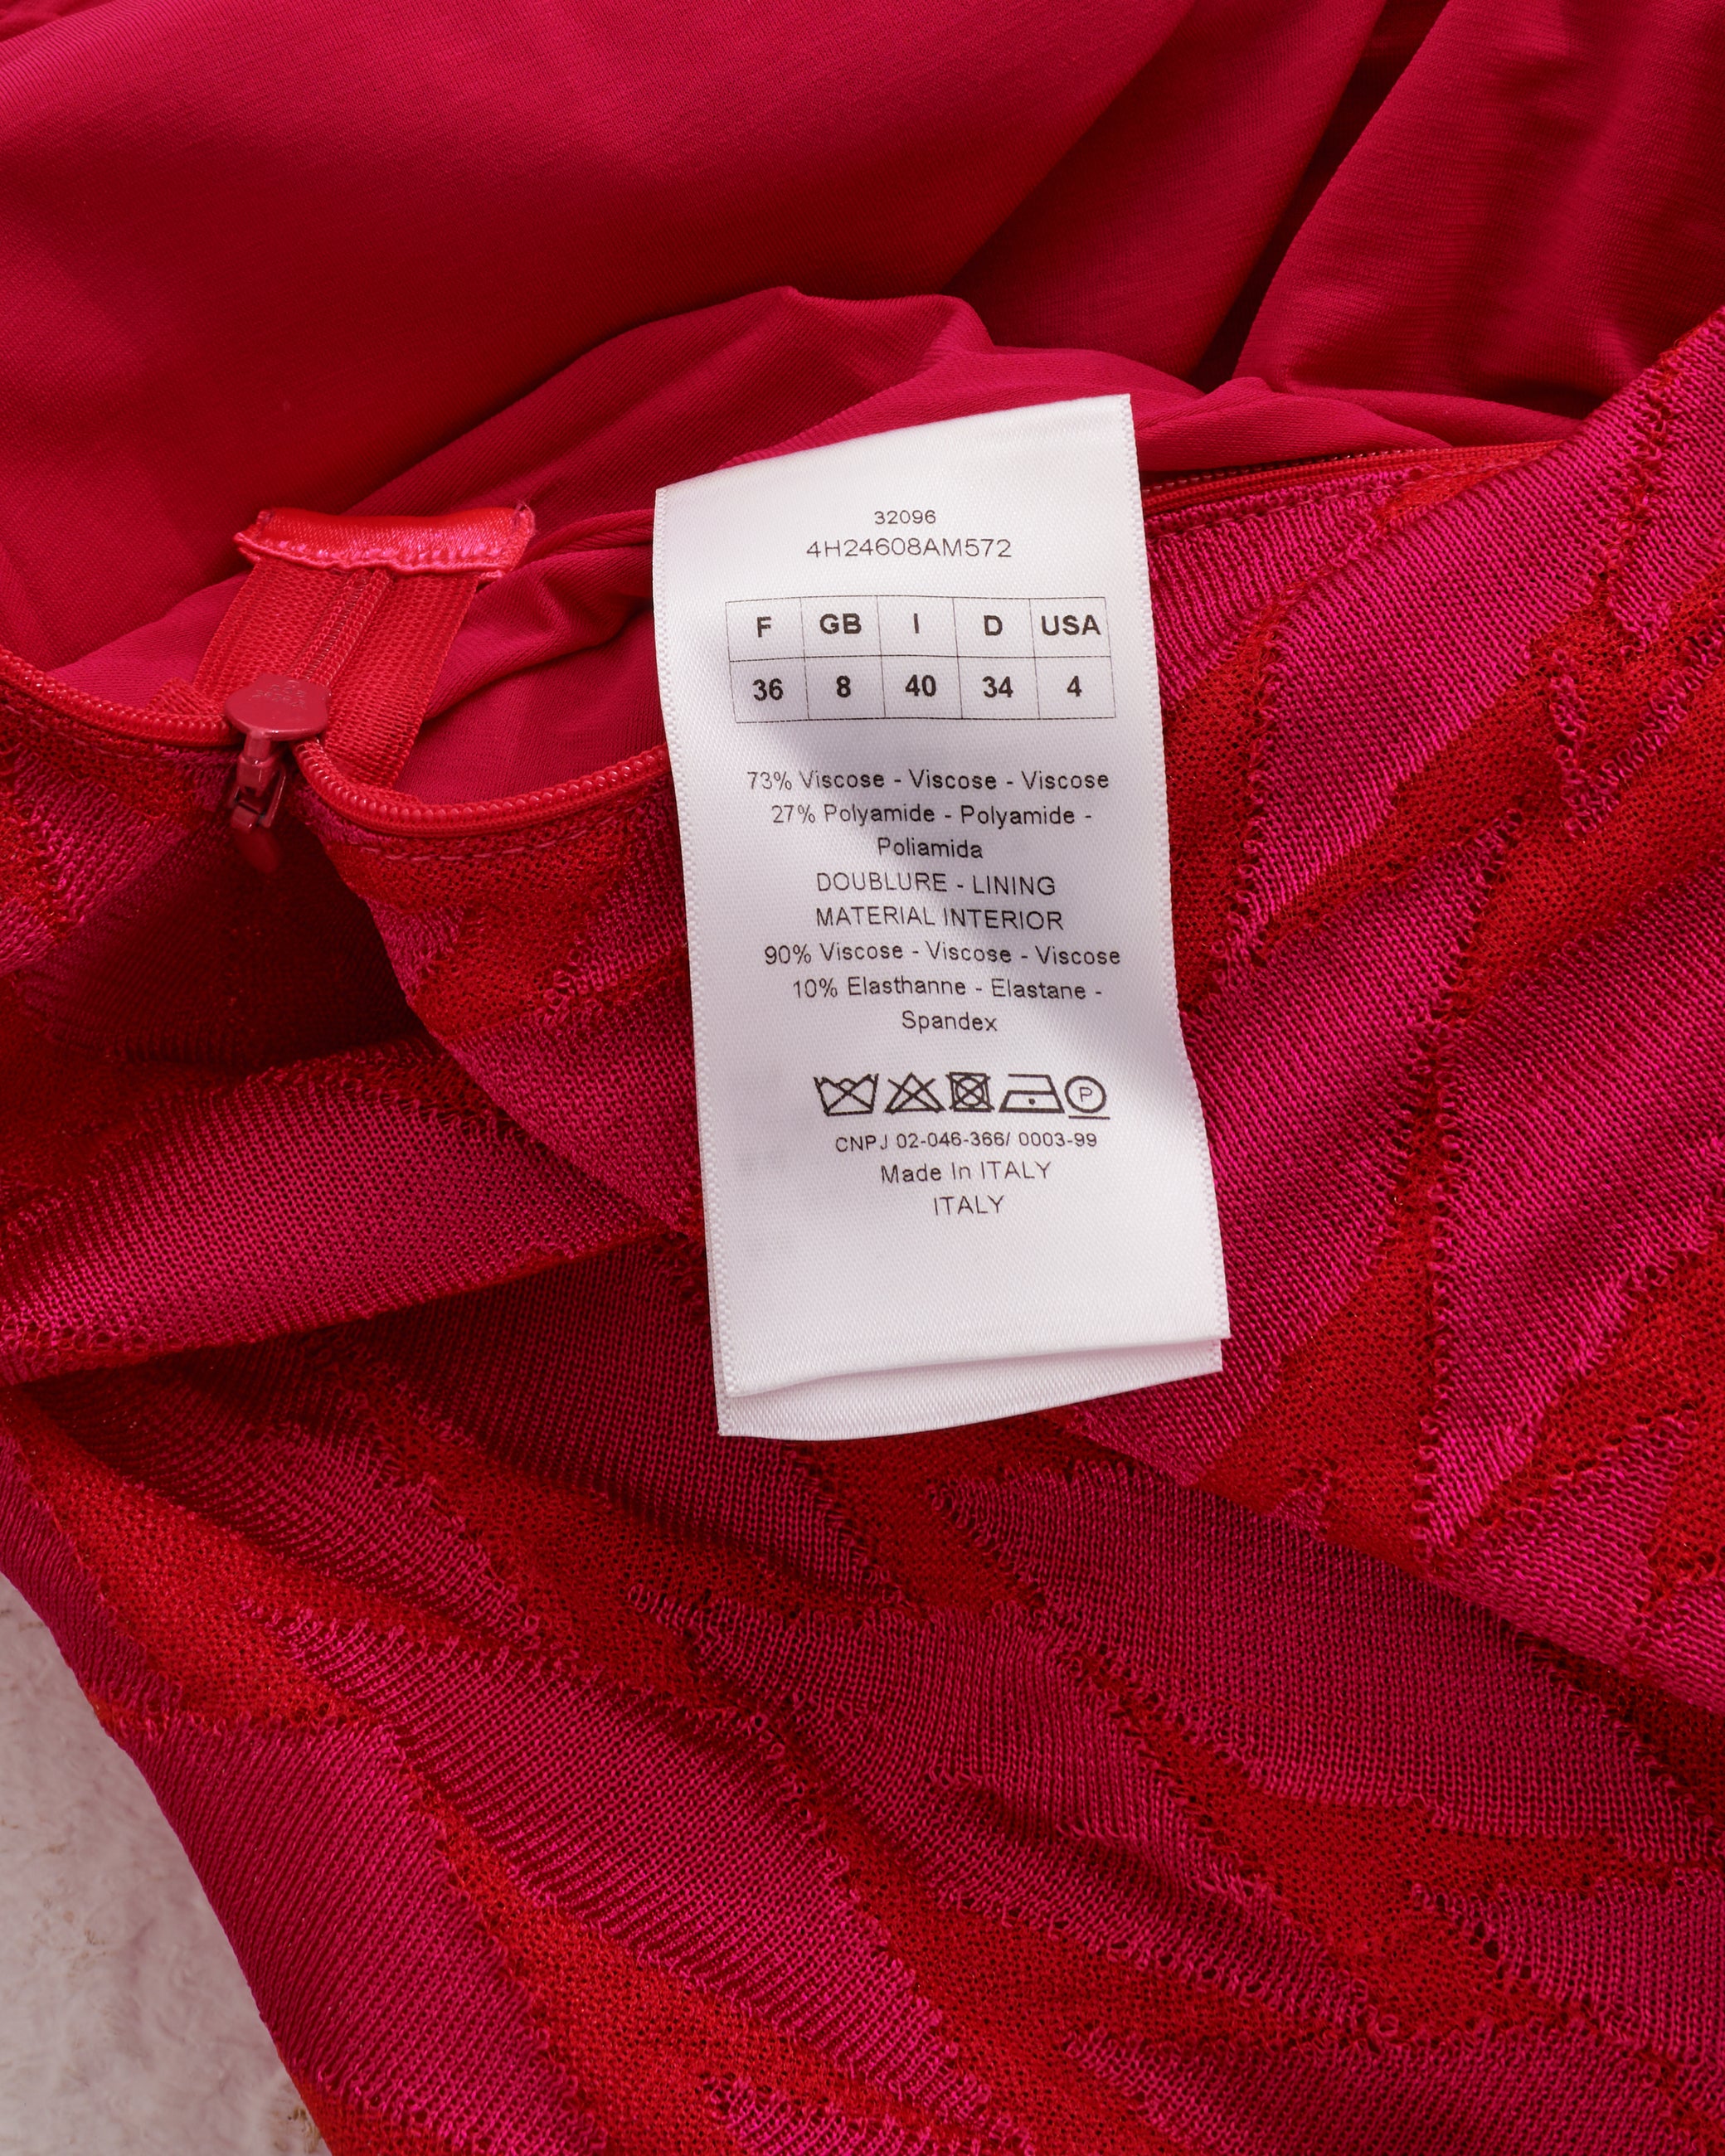 32096
4H24608AM572
F GB I D USA
36 8 40 34 4
73% Viscose - Viscose - Viscose
27% Polyamide - Polyamide -
Poliamida
DOUBLURE - LINING
MATERIAL INTERIOR
90% Viscose - Viscose - Viscose
10% Elasthanne - Elastane -
Spandex
P
CNPJ 02-046-366/ 0003-99
Made In ITALY
ITALY